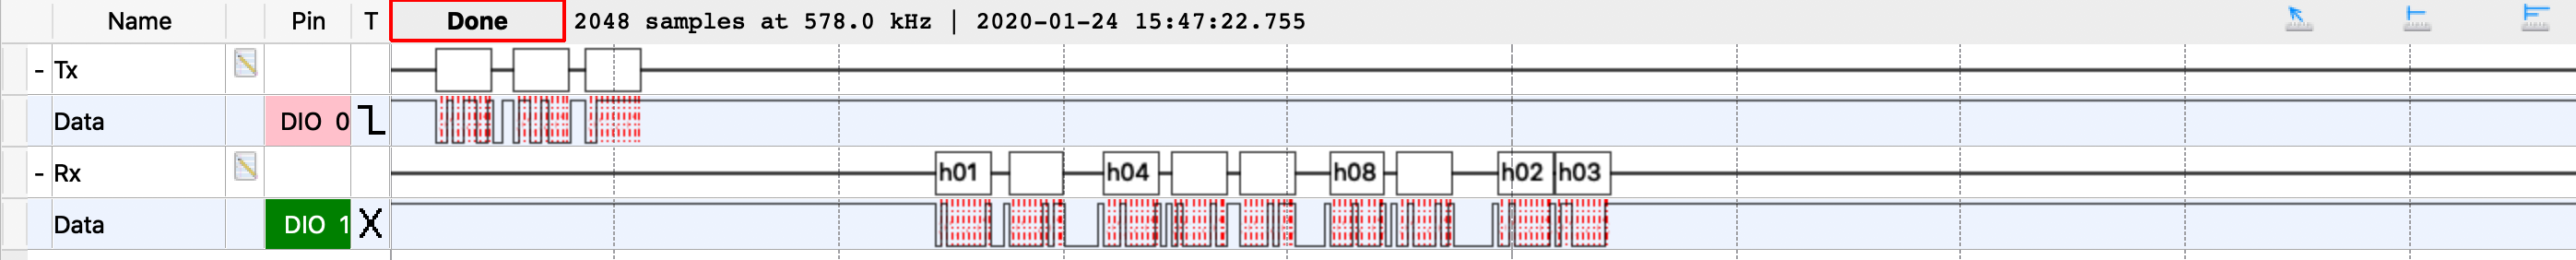 Name Pin T Done 2048 samples at 578.0 kHz | 2020-01-24 15:47:22.755
- Tx
Data DIO 0
- Rx h01 h04 h08 h02 h03
Data DIO 1 X